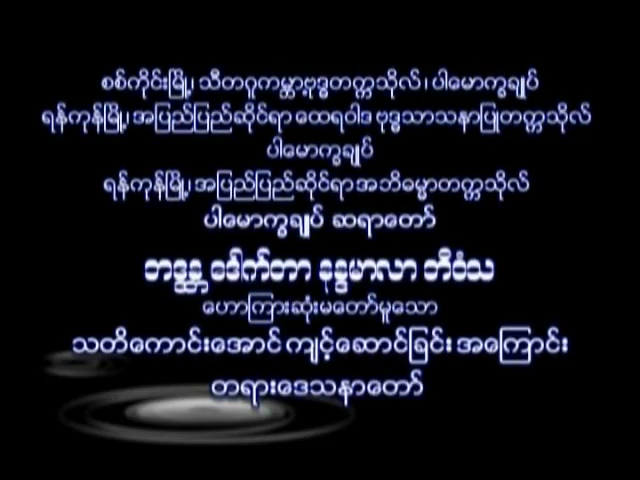 စစ်ကိုင်းမြို့၊ သီတဂူကမ္ဘာ့ဗုဒ္ဓတက္ကသိုလ်၊ ပါမောက္ခချုပ်
ရန်ကုန်မြို့၊ အပြည်ပြည်ဆိုင်ရာ ထေရဝါဒ ဗုဒ္ဓသာသနာပြုတက္ကသိုလ်
ပါမောက္ခချုပ်
ရန်ကုန်မြို့၊ အပြည်ပြည်ဆိုင်ရာ အဘိဓမ္မာတက္ကသိုလ်
ပါမောက္ခချုပ် ဆရာတော်
ဘဒ္ဒန္တ ဒေါက်တာ နန္ဒမာလာ ဘိဝံသ
ဟောကြားဆုံးမတော်မူသော
သတိကောင်းအောင် ကျင့်ဆောင်ခြင်း အကြောင်း
တရားဒေသနာတော်